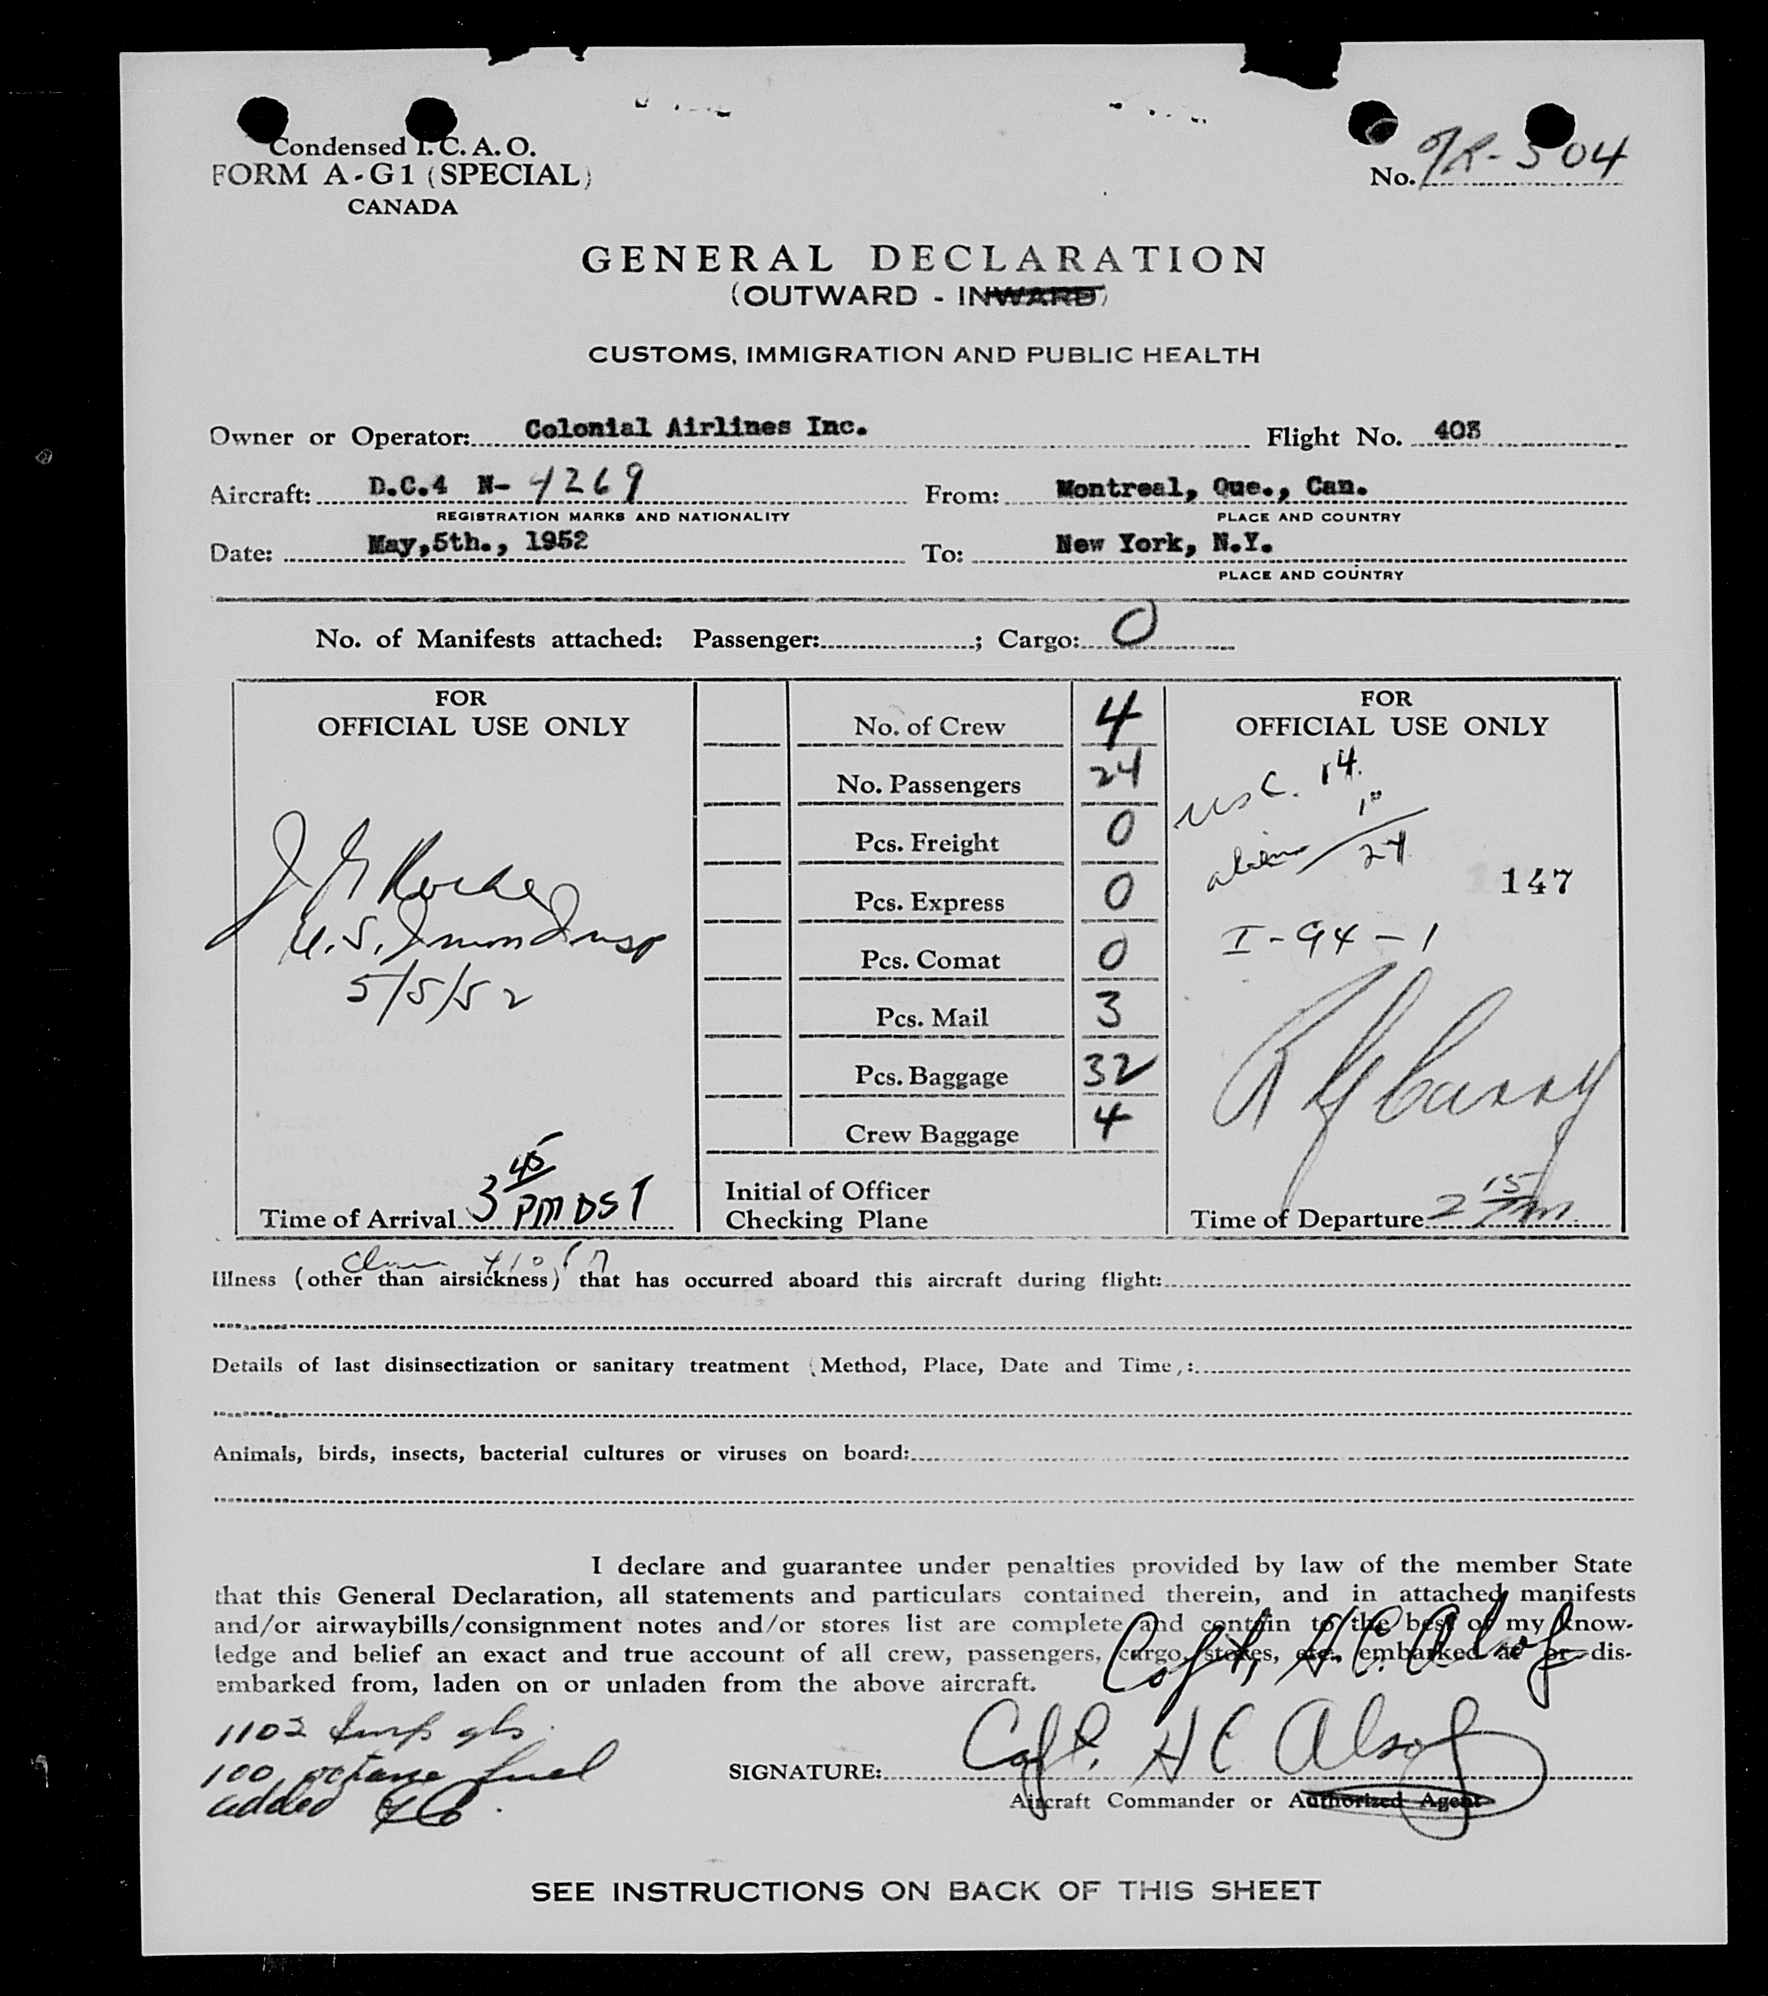 Condensed I. C. A. O.
FORM A-G1 (SPECIAL)
CANADA
No. 504
GENERAL DECLARATION
(OUTWARD - INWARD)
CUSTOMS, IMMIGRATION AND PUBLIC HEALTH
Owner or Operator: Colonial Airlines Inc. Flight No. 403
Aircraft: D.C.4 N- 4269 From: Montreal, Que., Can.
REGISTRATION MARKS AND NATIONALITY PLACE AND COUNTRY
Date: May,5th., 1952 To: New York, N.Y.
PLACE AND COUNTRY
No. of Manifests attached: Passenger: ; Cargo: 0
FOR
OFFICIAL USE ONLY
U.S. Imm Insp
5/5/52
Time of Arrival 3 45 PM DST
No. of Crew 4
No. Passengers 24
Pcs. Freight 0
Pcs. Express 0
Pcs. Comat 0
Pcs. Mail 3
Pcs. Baggage 32
Crew Baggage 4
Initial of Officer
Checking Plane
FOR
OFFICIAL USE ONLY
USC. 14.
aliens 10
24
147
I-94-1
Time of Departure 2 15 PM
Illness (other than airsickness) that has occurred aboard this aircraft during flight:
Details of last disinsectization or sanitary treatment (Method, Place, Date and Time,:
Animals, birds, insects, bacterial cultures or viruses on board:
I declare and guarantee under penalties provided by law of the member State
that this General Declaration, all statements and particulars contained therein, and in attached manifests
and/or airwaybills/consignment notes and/or stores list are complete and contain to the best of my know-
ledge and belief an exact and true account of all crew, passengers, cargo, stores, etc. embarked at or dis-
embarked from, laden on or unladen from the above aircraft.
Capt. H C Alsop
1102 Imp gls.
100 octane fuel
added
SIGNATURE: Capt. H C Alsop
Aircraft Commander or Authorized Agent
SEE INSTRUCTIONS ON BACK OF THIS SHEET